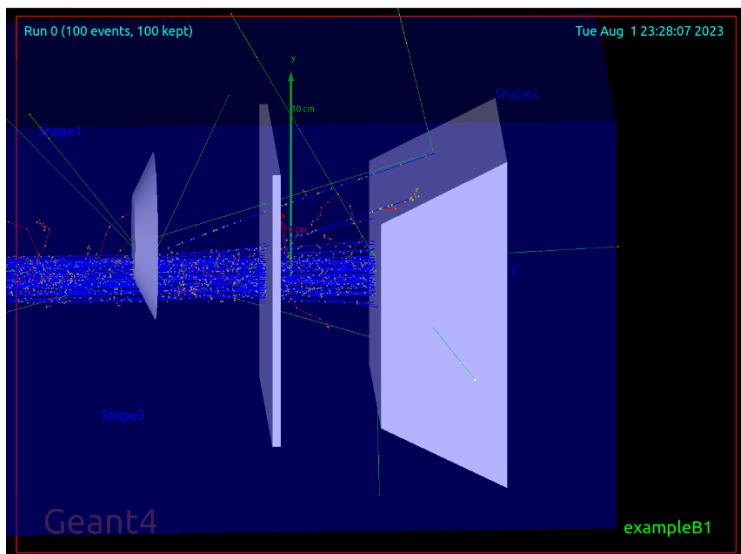 Run 0 (100 events, 100 kept)
Tue Aug 1 23:28:07 2023
y
10 cm
Shape2
Shape1
Shape3
Geant4
exampleB1